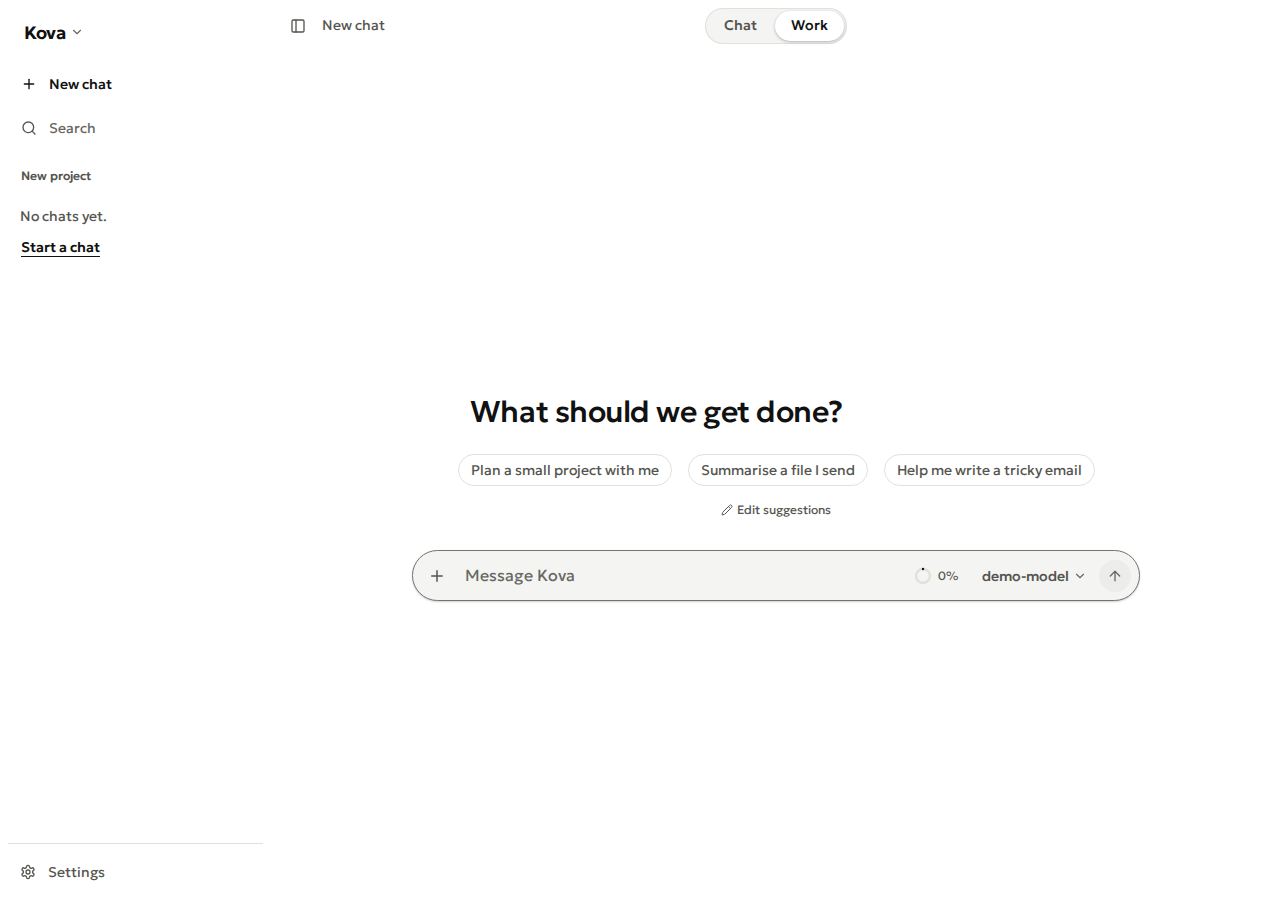 Kova
New chat
Search
New project
No chats yet.
Start a chat
Settings
New chat
Chat
Work
What should we get done?
Plan a small project with me
Summarise a file I send
Help me write a tricky email
Edit suggestions
Message Kova
0%
demo-model